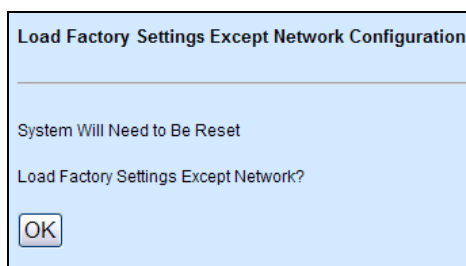 Load Factory Settings Except Network Configuration
System Will Need to Be Reset
Load Factory Settings Except Network?
OK